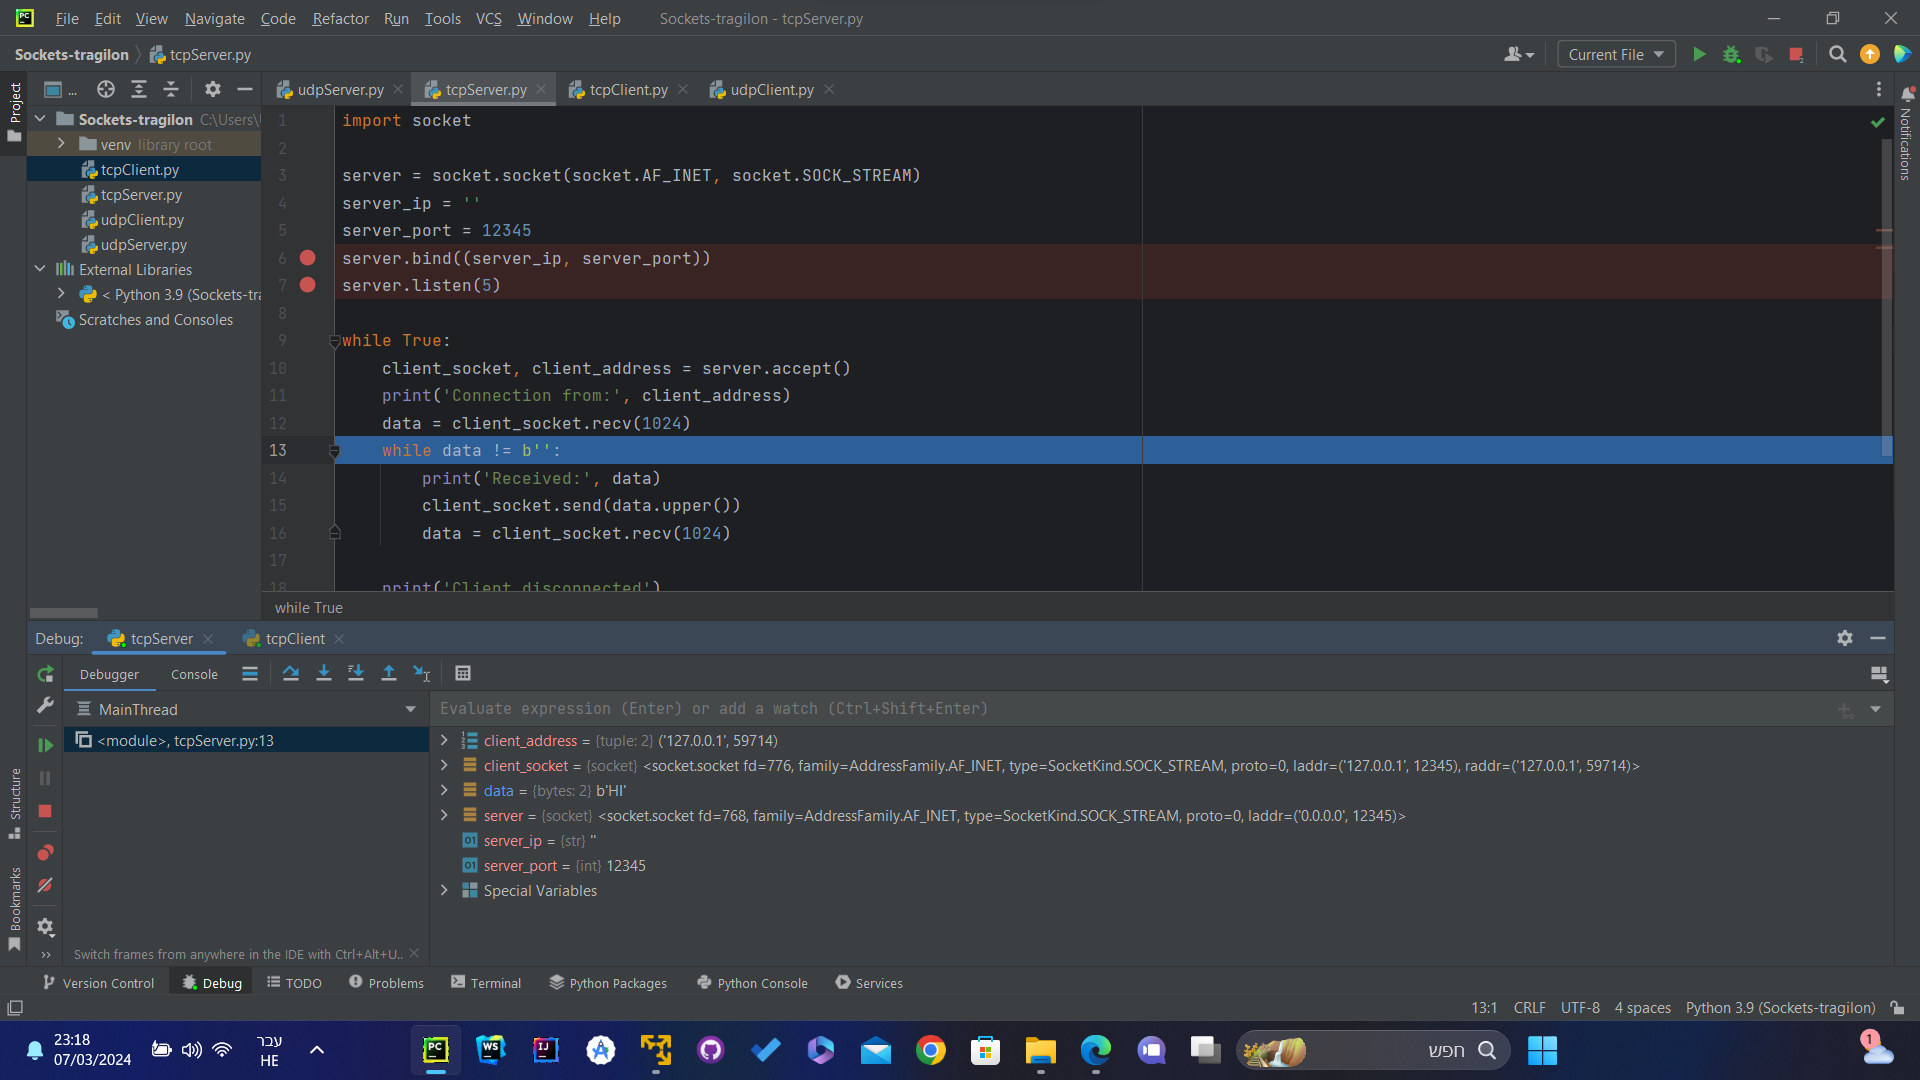 File Edit View Navigate Code Refactor Run Tools VCS Window Help Sockets-tragilon - tcpServer.py
Sockets-tragilon tcpServer.py Current File
Project
... udpServer.py tcpServer.py tcpClient.py udpClient.py
Notifications
Sockets-tragilon C:\Users\
venv library root
tcpClient.py
tcpServer.py
udpClient.py
udpServer.py
External Libraries
< Python 3.9 (Sockets-tra
Scratches and Consoles
1 import socket
2
3 server = socket.socket(socket.AF_INET, socket.SOCK_STREAM)
4 server_ip = ''
5 server_port = 12345
6 server.bind((server_ip, server_port))
7 server.listen(5)
8
9 while True:
10 client_socket, client_address = server.accept()
11 print('Connection from:', client_address)
12 data = client_socket.recv(1024)
13 while data != b'':
14 print('Received:', data)
15 client_socket.send(data.upper())
16 data = client_socket.recv(1024)
17
18 print('Client disconnected')
while True
Debug: tcpServer tcpClient
Debugger Console
MainThread
<module>, tcpServer.py:13
Switch frames from anywhere in the IDE with Ctrl+Alt+U..
Evaluate expression (Enter) or add a watch (Ctrl+Shift+Enter)
client_address = {tuple: 2} ('127.0.0.1', 59714)
client_socket = {socket} <socket.socket fd=776, family=AddressFamily.AF_INET, type=SocketKind.SOCK_STREAM, proto=0, laddr=('127.0.0.1', 12345), raddr=('127.0.0.1', 59714)>
data = {bytes: 2} b'HI'
server = {socket} <socket.socket fd=768, family=AddressFamily.AF_INET, type=SocketKind.SOCK_STREAM, proto=0, laddr=('0.0.0.0', 12345)>
server_ip = {str} ''
server_port = {int} 12345
Special Variables
Structure
Bookmarks
Version Control Debug TODO Problems Terminal Python Packages Python Console Services
13:1 CRLF UTF-8 4 spaces Python 3.9 (Sockets-tragilon)
23:18
07/03/2024
עבר
HE
חפש
1